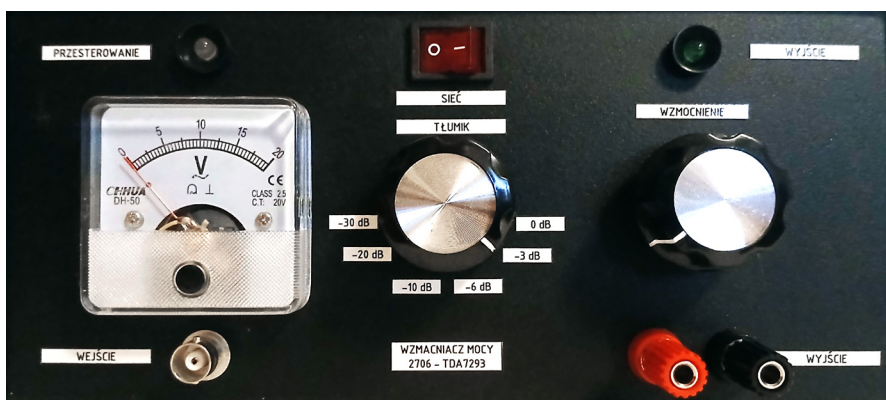 PRZESTEROWANIE
O I
WYJŚCIE
SIEĆ
TŁUMIK
WZMOCNIENIE
0 5 10 15 20
V
CHHUA
DH-50
CE
CLASS 2.5
C.T: 20V
-30 dB
0 dB
-20 dB
-3 dB
-10 dB
-6 dB
WEJŚCIE
WZMACNIACZ MOCY
2706 - TDA7293
WYJŚCIE